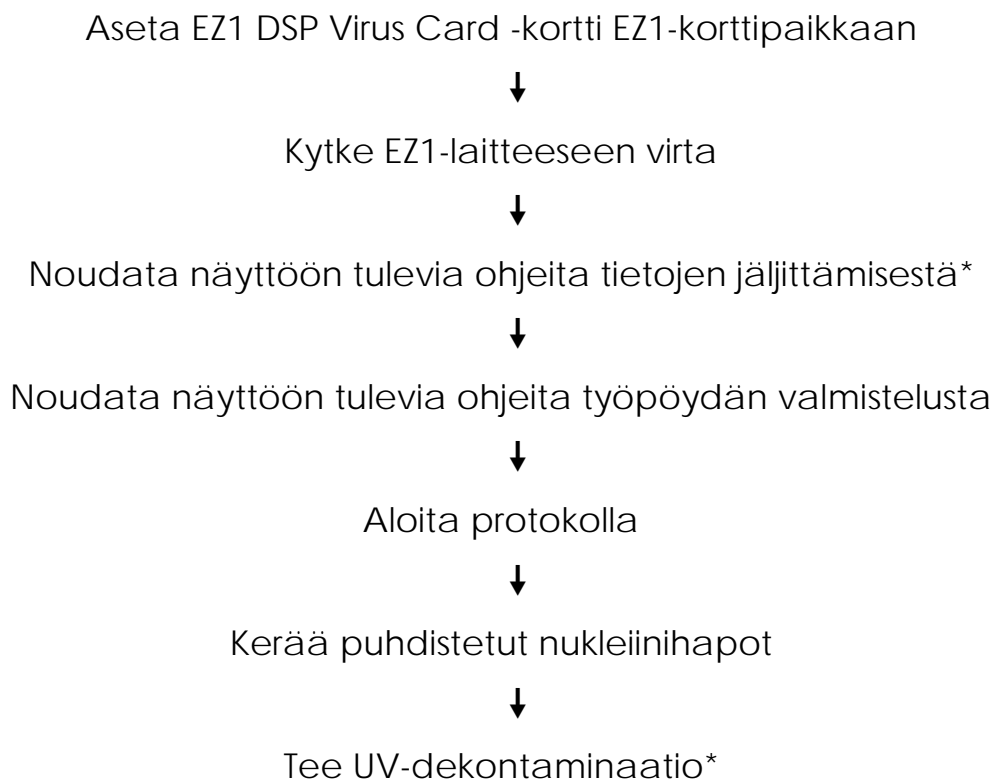 Aseta EZ1 DSP Virus Card -kortti EZ1-korttipaikkaan
Kytke EZ1-laitteeseen virta
Noudata näyttöön tulevia ohjeita tietojen jäljittämisestä*
Noudata näyttöön tulevia ohjeita työpöydän valmistelusta
Aloita protokolla
Kerää puhdistetut nukleiinihapot
Tee UV-dekontaminaatio*